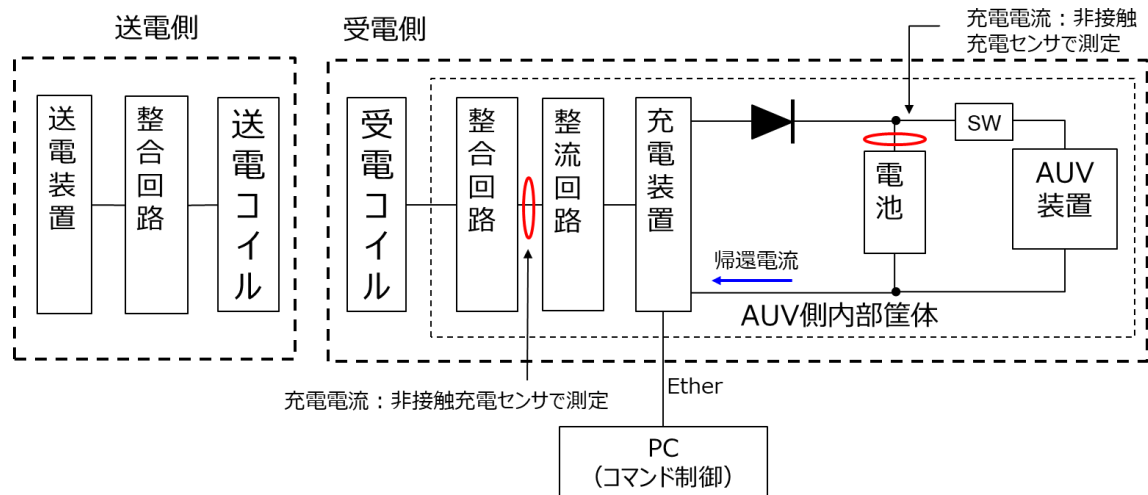 送電側
受電側
充電電流：非接触
充電センサで測定
送電装置
整合回路
送電コイル
受電コイル
整合回路
整流回路
充電装置
SW
電池
AUV
装置
帰還電流
AUV側内部筐体
充電電流：非接触充電センサで測定
Ether
PC
（コマンド制御）